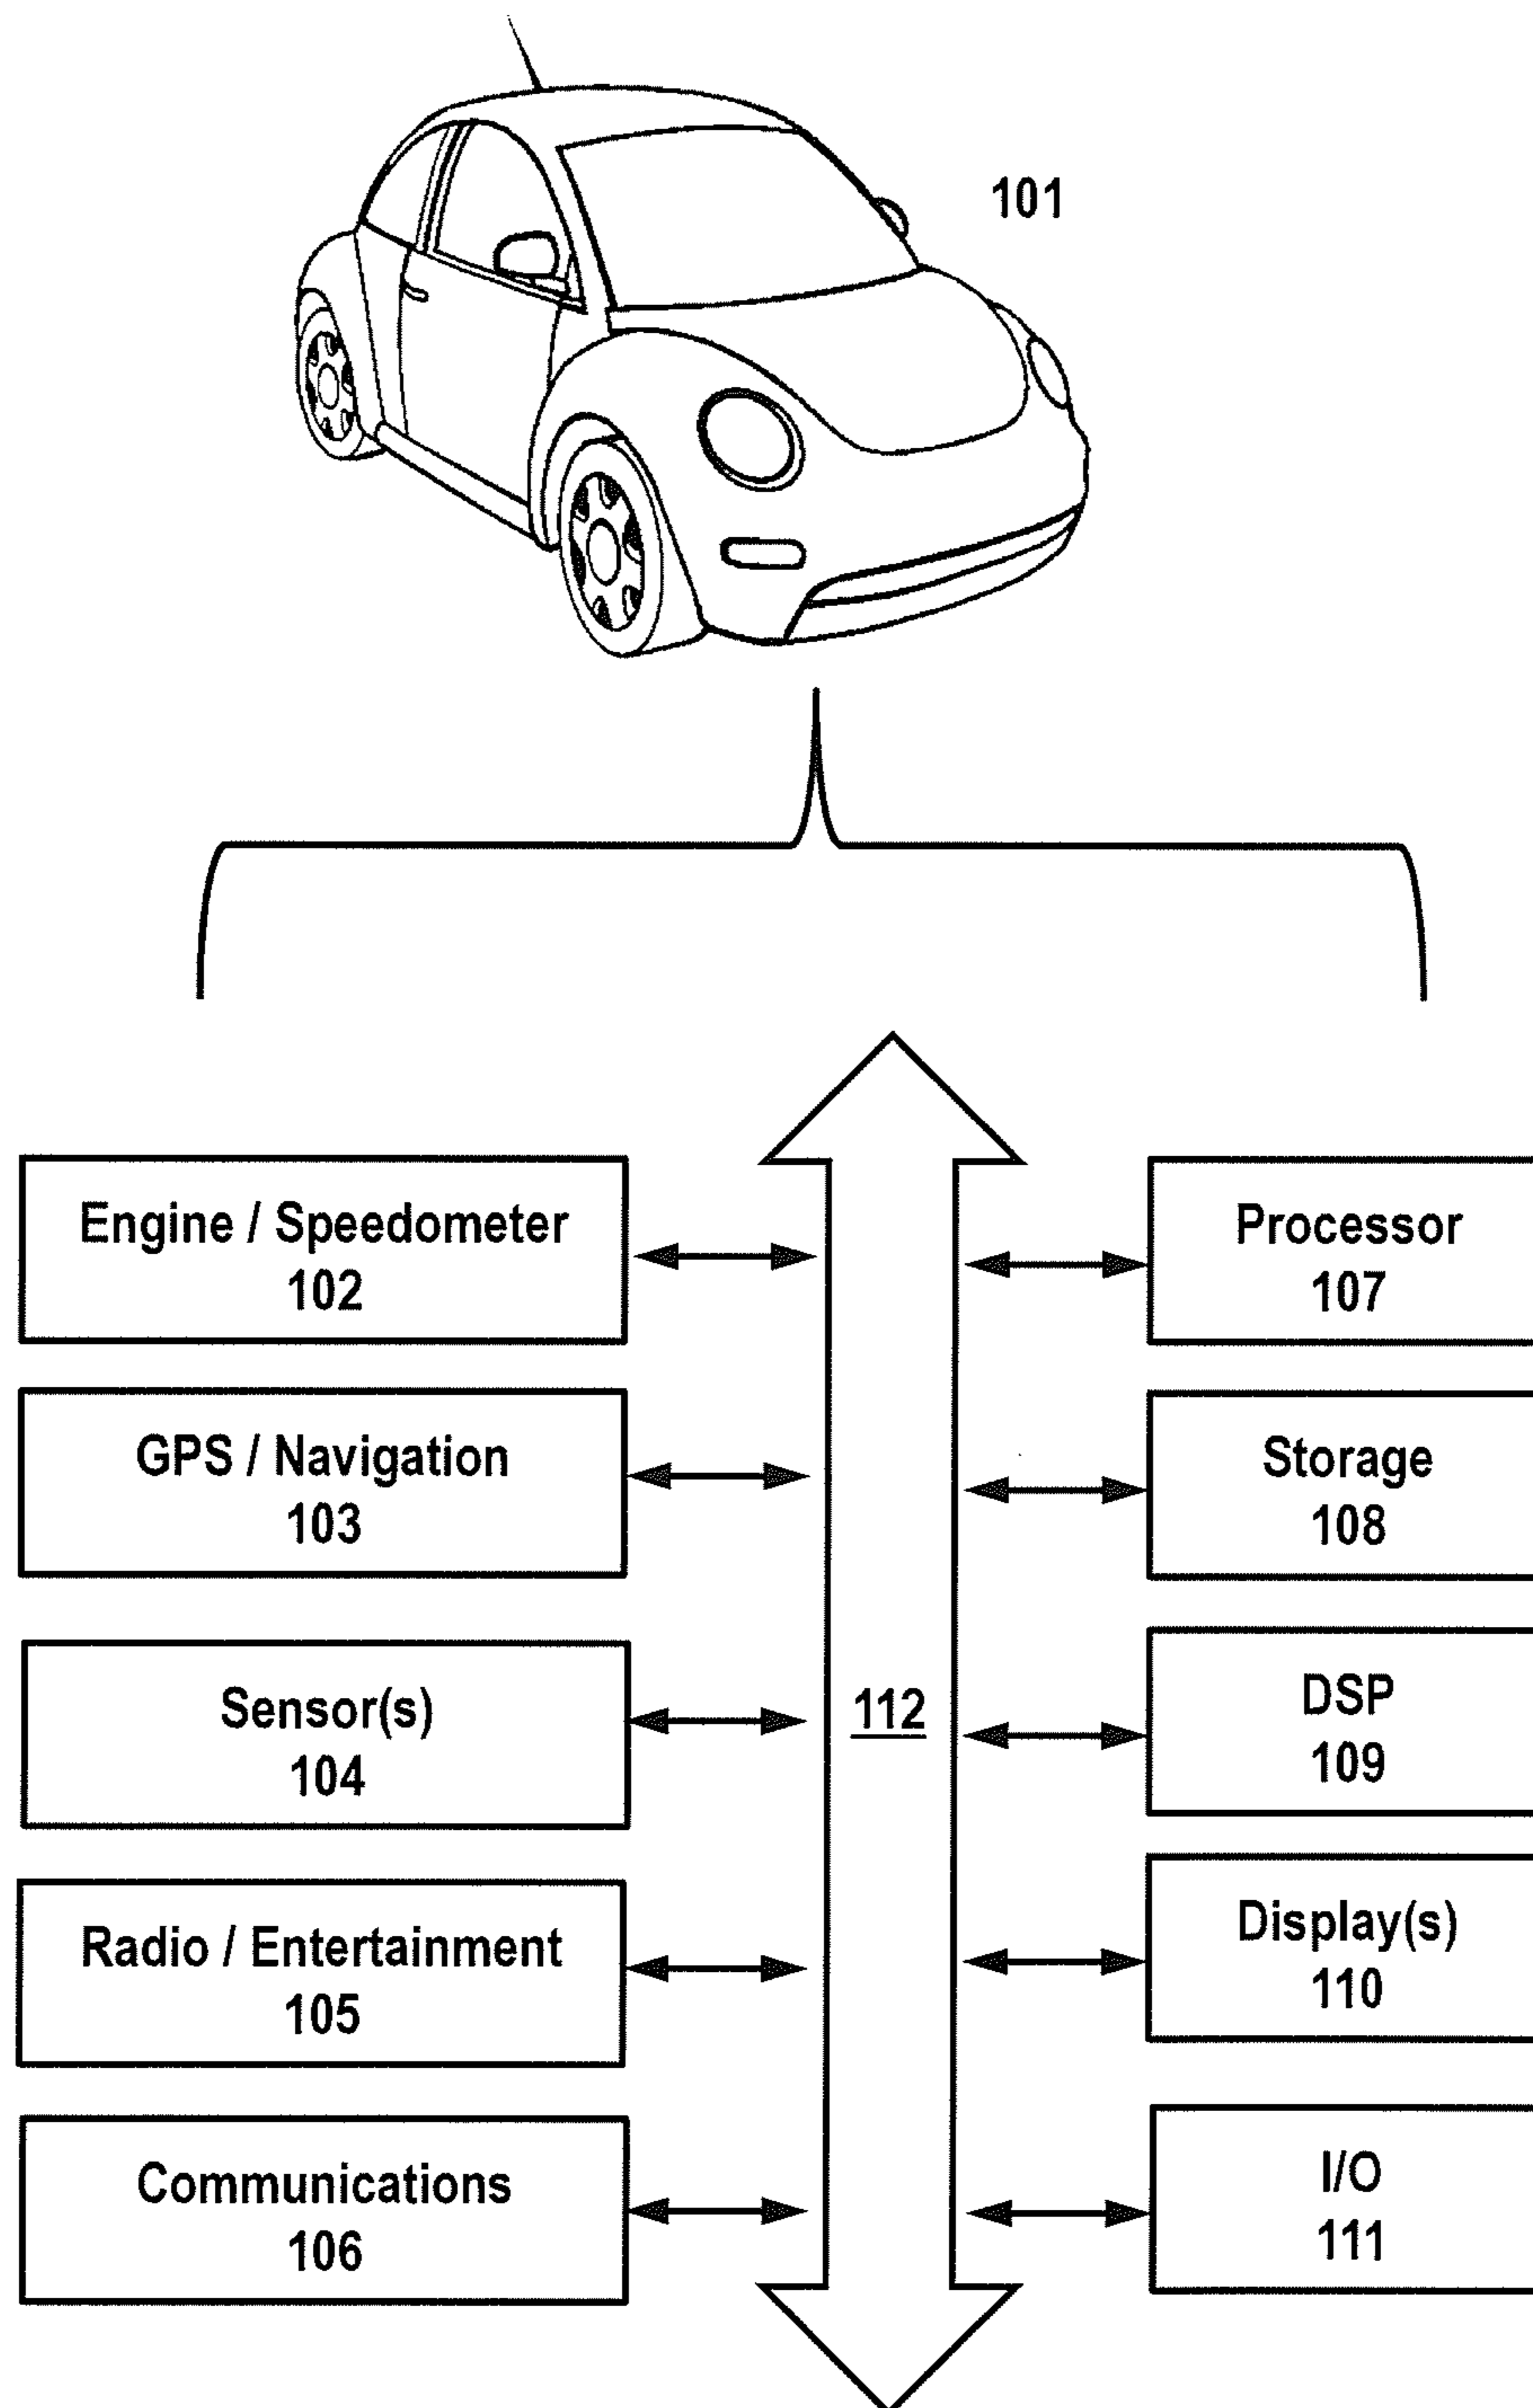 101
Engine / Speedometer
102
GPS / Navigation
103
Sensor(s)
104
Radio / Entertainment
105
Communications
106
112
Processor
107
Storage
108
DSP
109
Display(s)
110
I/O
111